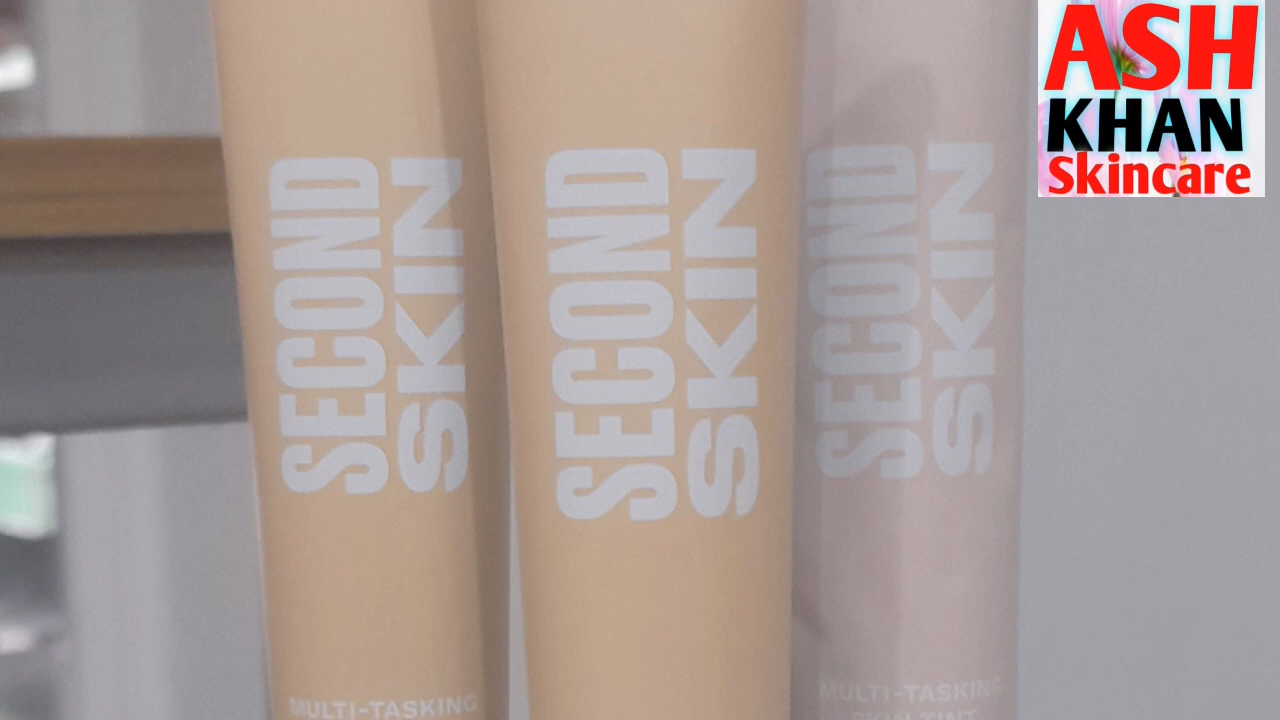 SECOND
SKIN
MULTI-TASKING
SECOND
SKIN
SECOND
SKIN
MULTI-TASKING
SKIN TINT
ASH
KHAN
Skincare